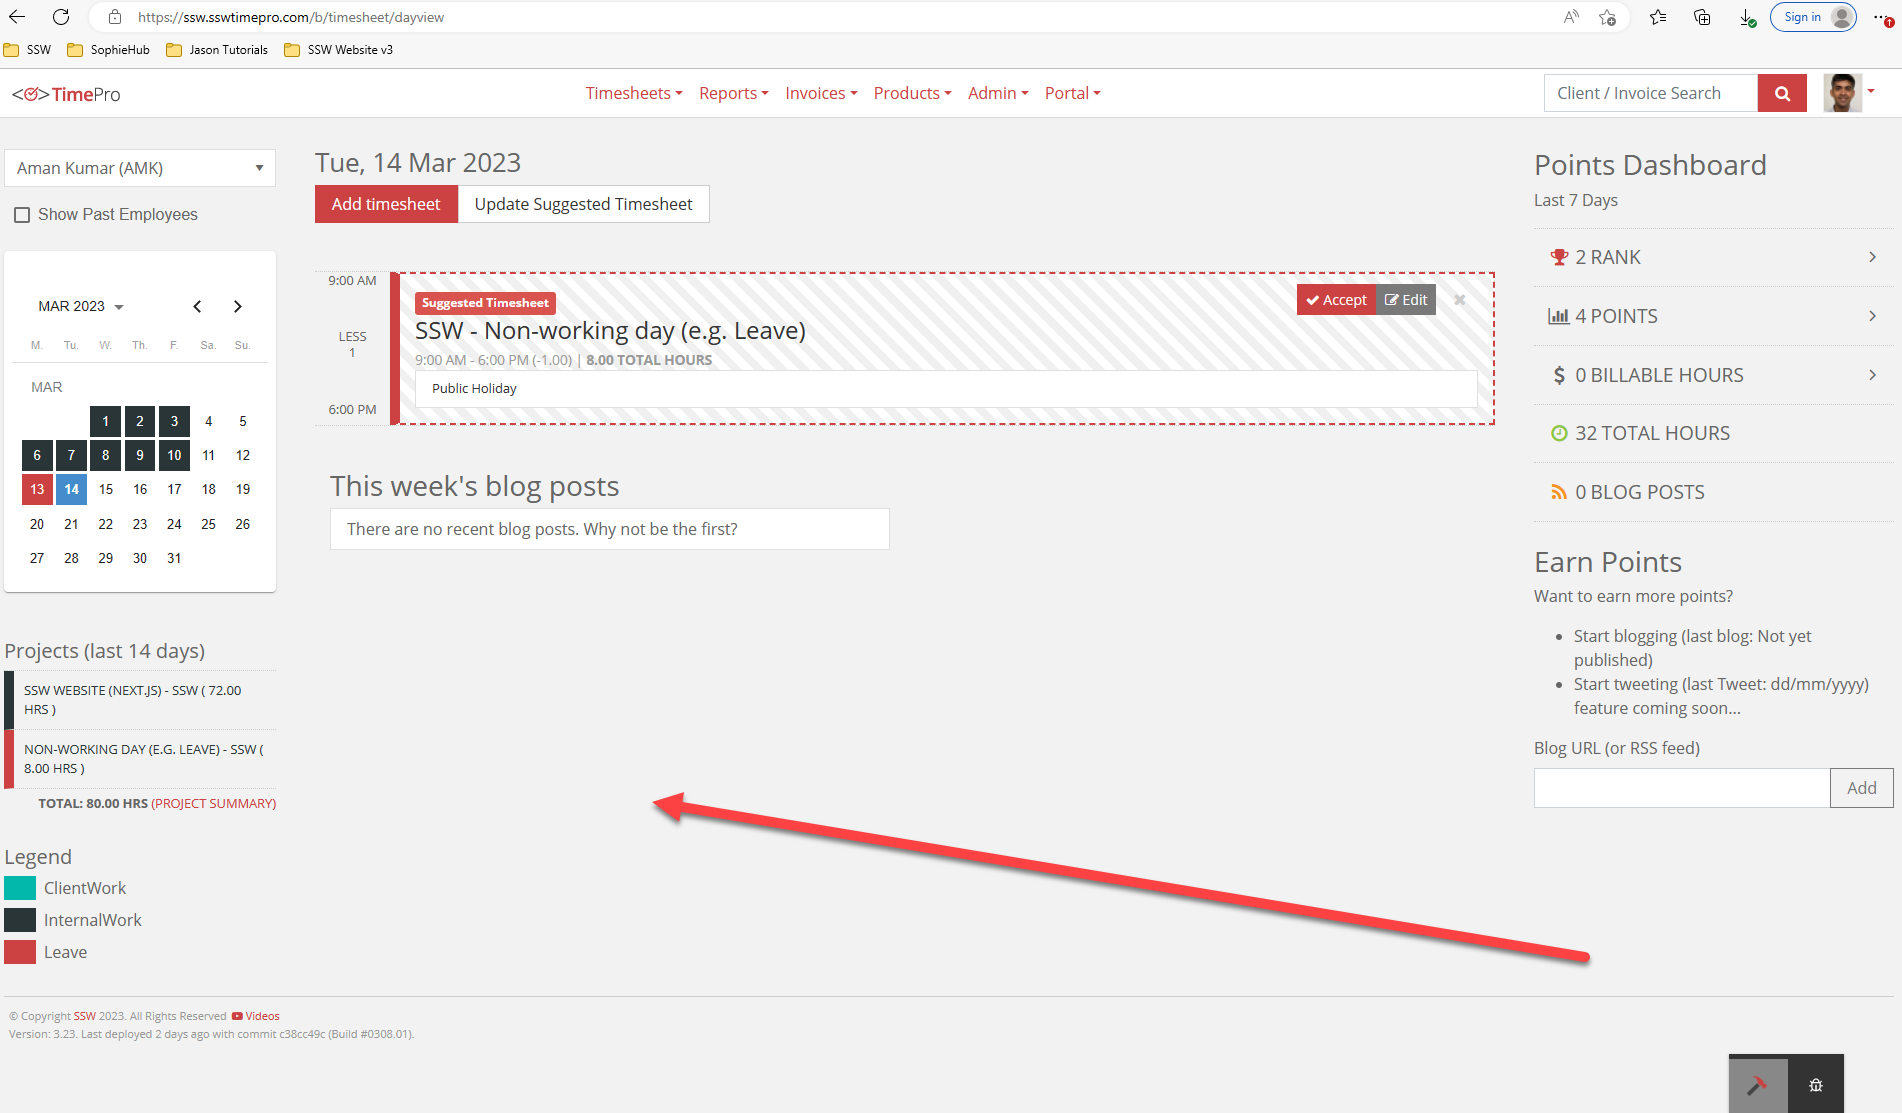 https://ssw.sswtimepro.com/b/timesheet/dayview
Sign in
SSW
SophieHub
Jason Tutorials
SSW Website v3
<>TimePro
Timesheets
Reports
Invoices
Products
Admin
Portal
Client / Invoice Search
Aman Kumar (AMK)
Show Past Employees
MAR 2023
M. Tu. W. Th. F. Sa. Su.
MAR
1 2 3 4 5
6 7 8 9 10 11 12
13 14 15 16 17 18 19
20 21 22 23 24 25 26
27 28 29 30 31
Projects (last 14 days)
SSW WEBSITE (NEXT.JS) - SSW ( 72.00
HRS )
NON-WORKING DAY (E.G. LEAVE) - SSW (
8.00 HRS )
TOTAL: 80.00 HRS (PROJECT SUMMARY)
Legend
ClientWork
InternalWork
Leave
Tue, 14 Mar 2023
Add timesheet
Update Suggested Timesheet
9:00 AM
LESS
1
6:00 PM
Suggested Timesheet
Accept
Edit
SSW - Non-working day (e.g. Leave)
9:00 AM - 6:00 PM (-1.00) | 8.00 TOTAL HOURS
Public Holiday
This week's blog posts
There are no recent blog posts. Why not be the first?
Points Dashboard
Last 7 Days
2 RANK
4 POINTS
0 BILLABLE HOURS
32 TOTAL HOURS
0 BLOG POSTS
Earn Points
Want to earn more points?
Start blogging (last blog: Not yet
published)
Start tweeting (last Tweet: dd/mm/yyyy)
feature coming soon...
Blog URL (or RSS feed)
Add
© Copyright SSW 2023. All Rights Reserved Videos
Version: 3.23. Last deployed 2 days ago with commit c38cc49c (Build #0308.01).